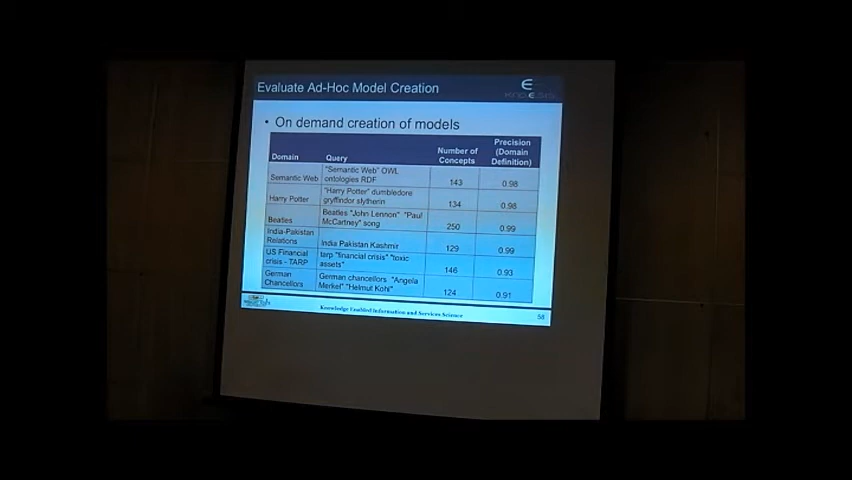 Evaluate Ad-Hoc Model Creation
• On demand creation of models
Domain Query Number of Concepts Precision (Domain Definition)
Semantic Web "Semantic Web" OWL ontologies RDF 143 0.98
Harry Potter "Harry Potter" dumbledore gryffindor slytherin 134 0.98
Beatles Beatles "John Lennon" "Paul McCartney" song 250 0.99
India-Pakistan Relations India Pakistan Kashmir 129 0.99
US Financial crisis - TARP tarp "financial crisis" "toxic assets" 146 0.93
German Chancellors German chancellors "Angela Merkel" "Helmut Kohl" 124 0.91
Knowledge Enabled Information and Services Science
58